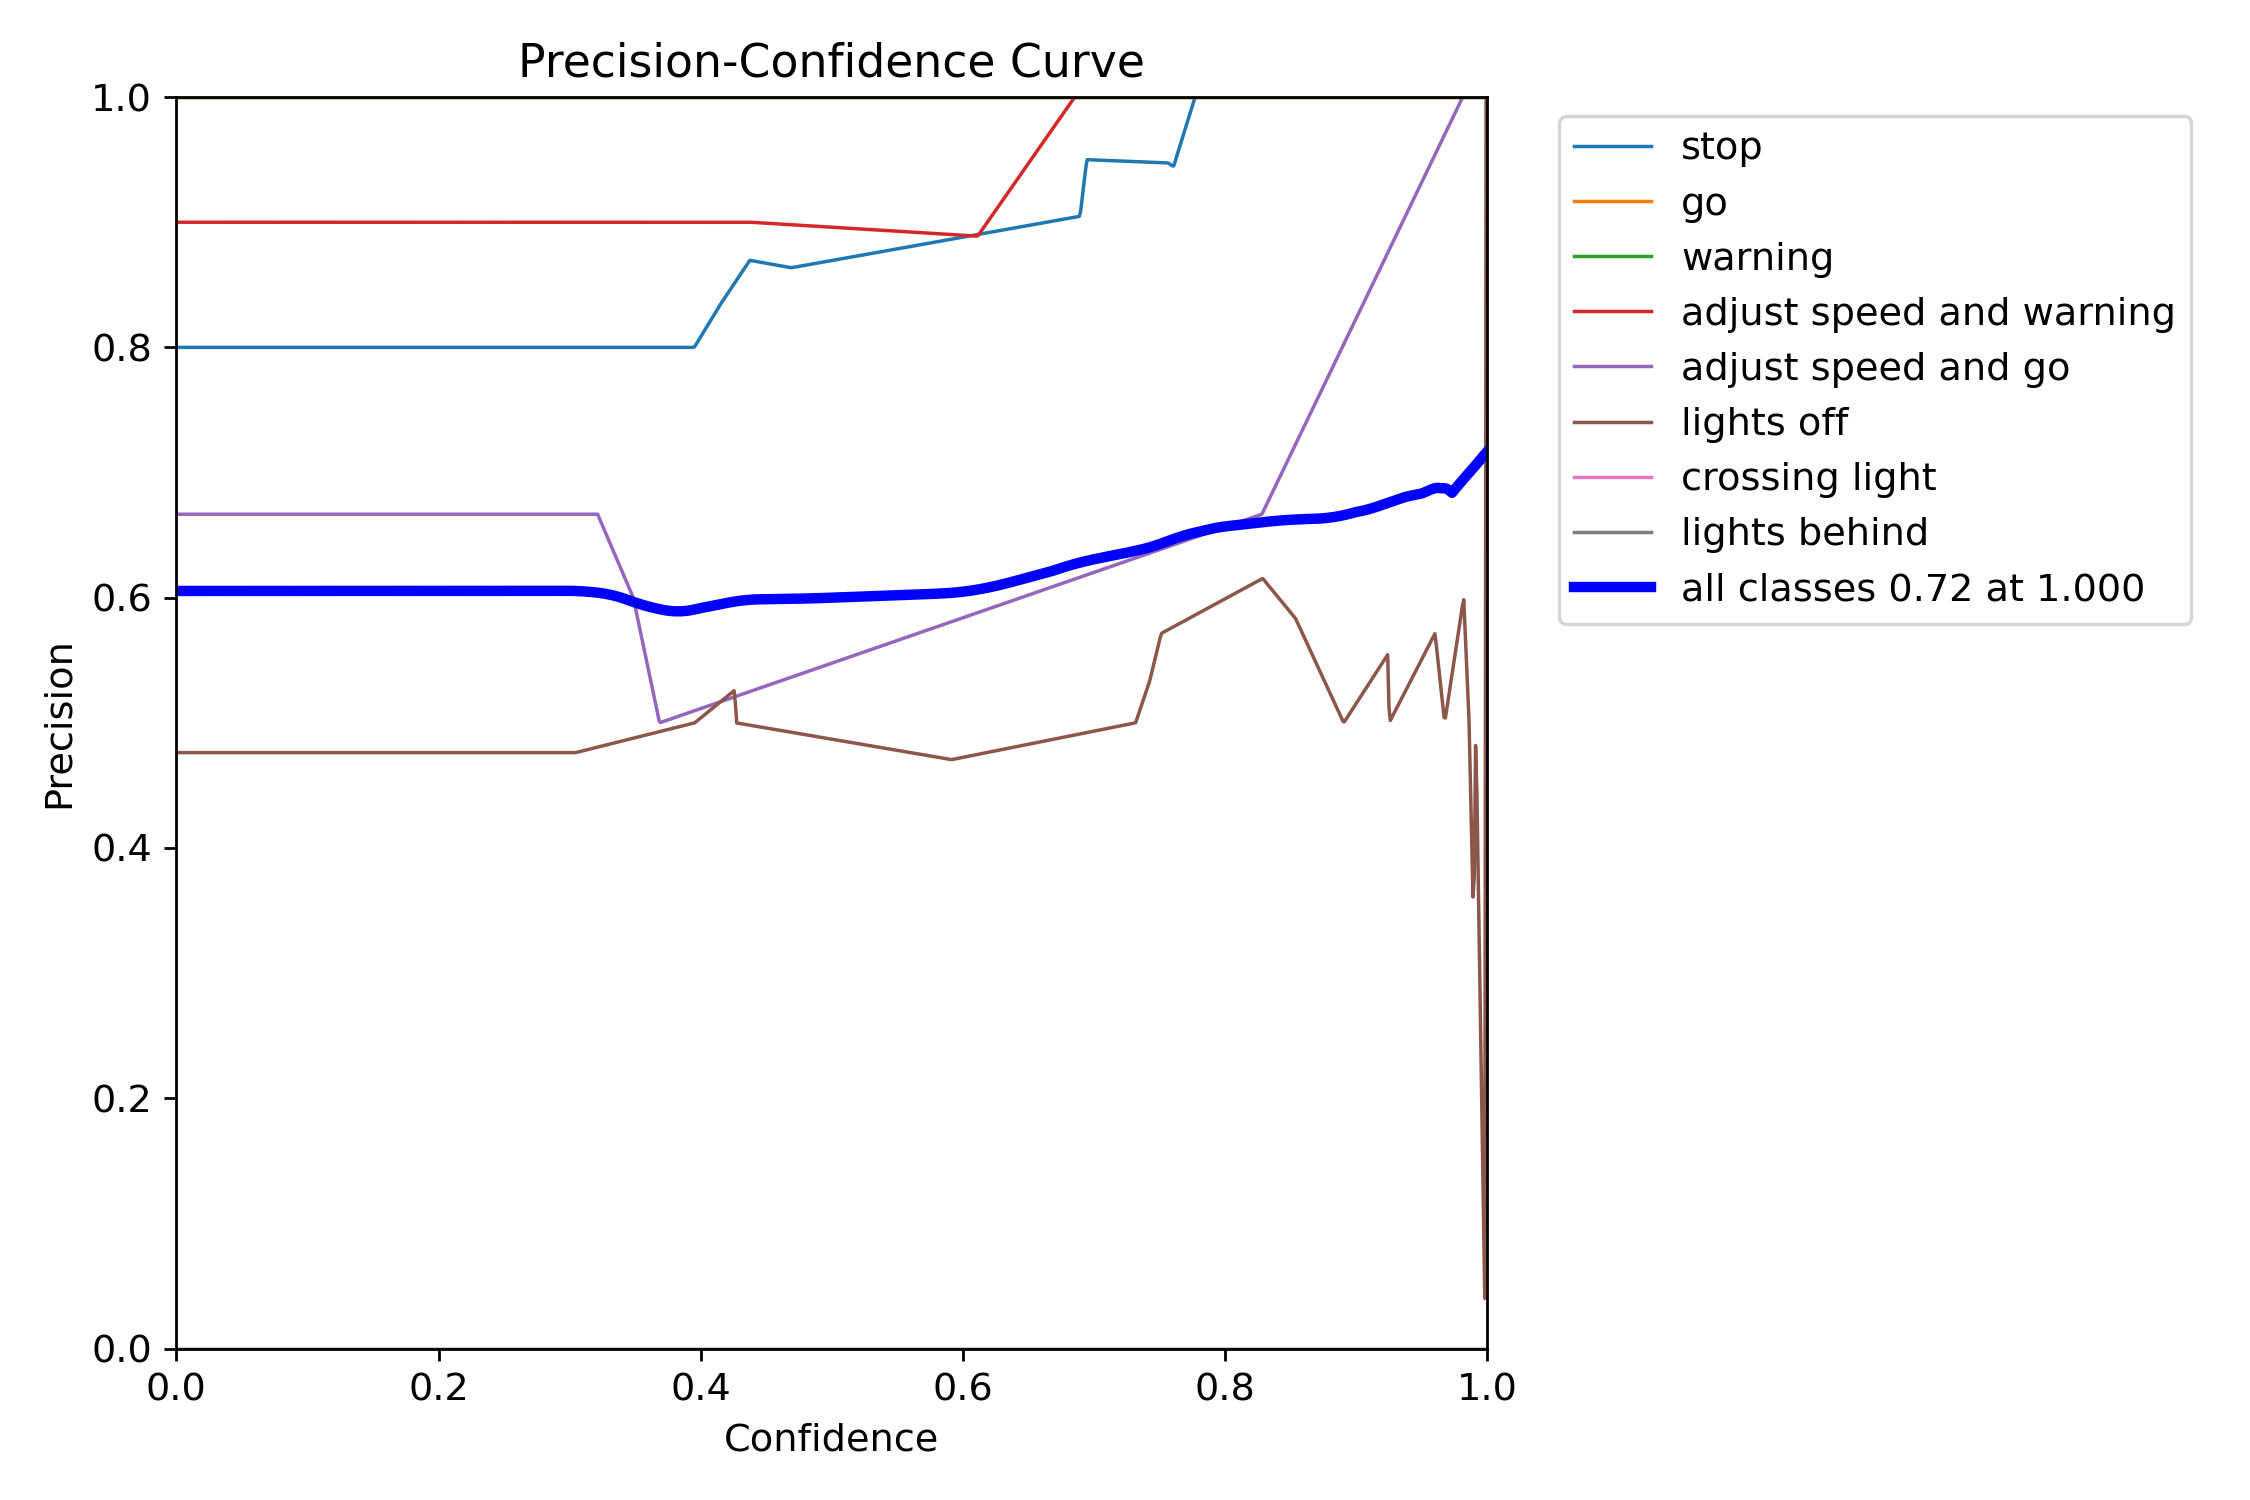 Precision-Confidence Curve
1.0
0.8
0.6
0.4
0.2
0.0
Precision
0.0 0.2 0.4 0.6 0.8 1.0
Confidence
stop
go
warning
adjust speed and warning
adjust speed and go
lights off
crossing light
lights behind
all classes 0.72 at 1.000